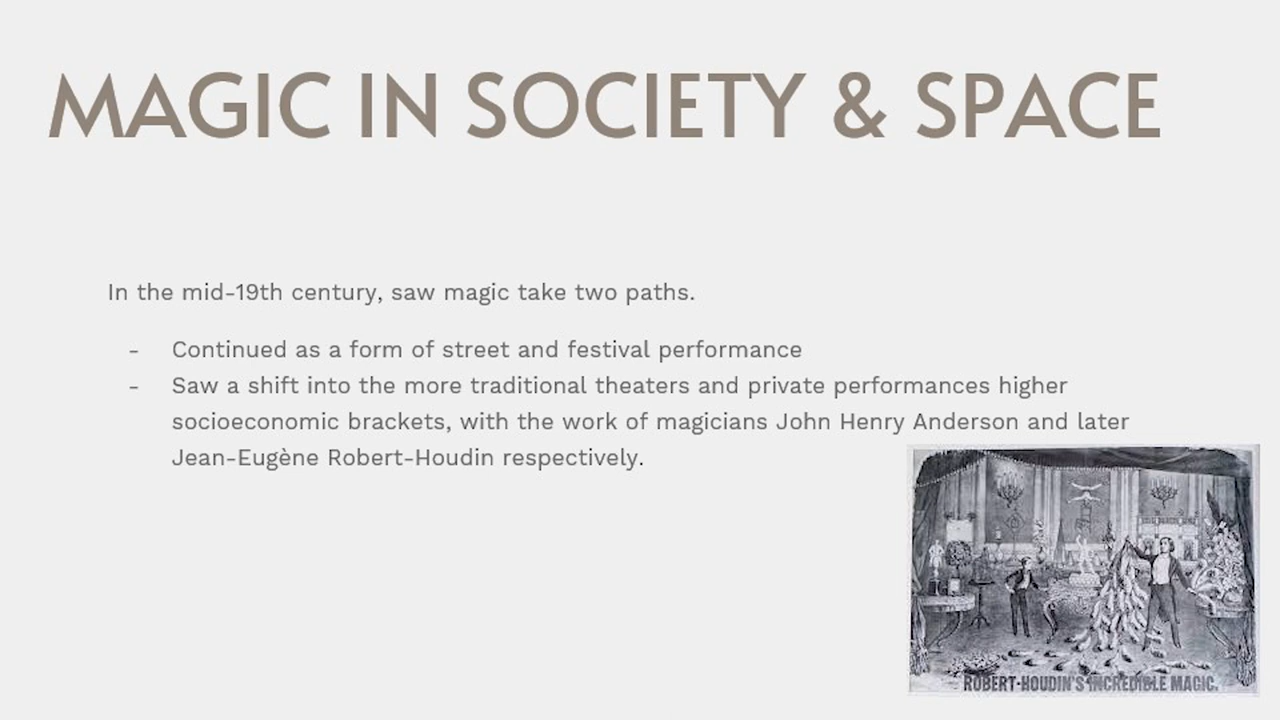 MAGIC IN SOCIETY & SPACE
In the mid-19th century, saw magic take two paths.
- Continued as a form of street and festival performance
- Saw a shift into the more traditional theaters and private performances higher
socioeconomic brackets, with the work of magicians John Henry Anderson and later
Jean-Eugène Robert-Houdin respectively.
ROBERT-HOUDIN'S INCREDIBLE MAGIC.